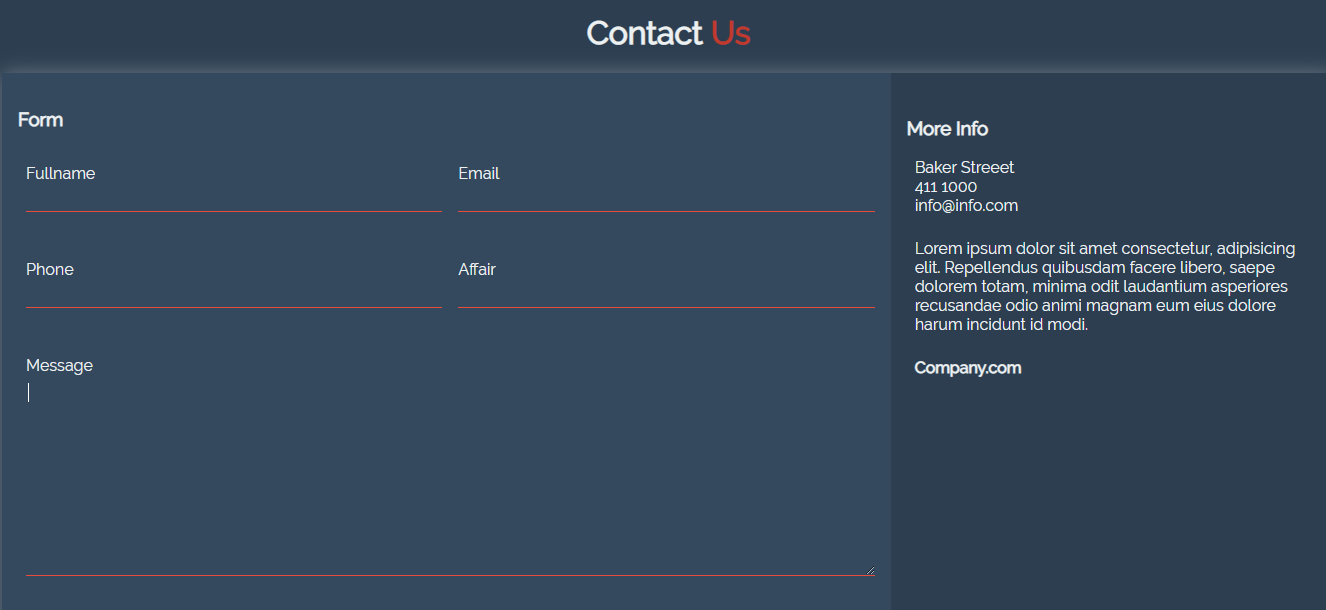 Contact Us
Form
Fullname
Email
Phone
Affair
Message
More Info
Baker Streeet
411 1000
info@info.com
Lorem ipsum dolor sit amet consectetur, adipisicing
elit. Repellendus quibusdam facere libero, saepe
dolorem totam, minima odit laudantium asperiores
recusandae odio animi magnam eum eius dolore
harum incidunt id modi.
Company.com